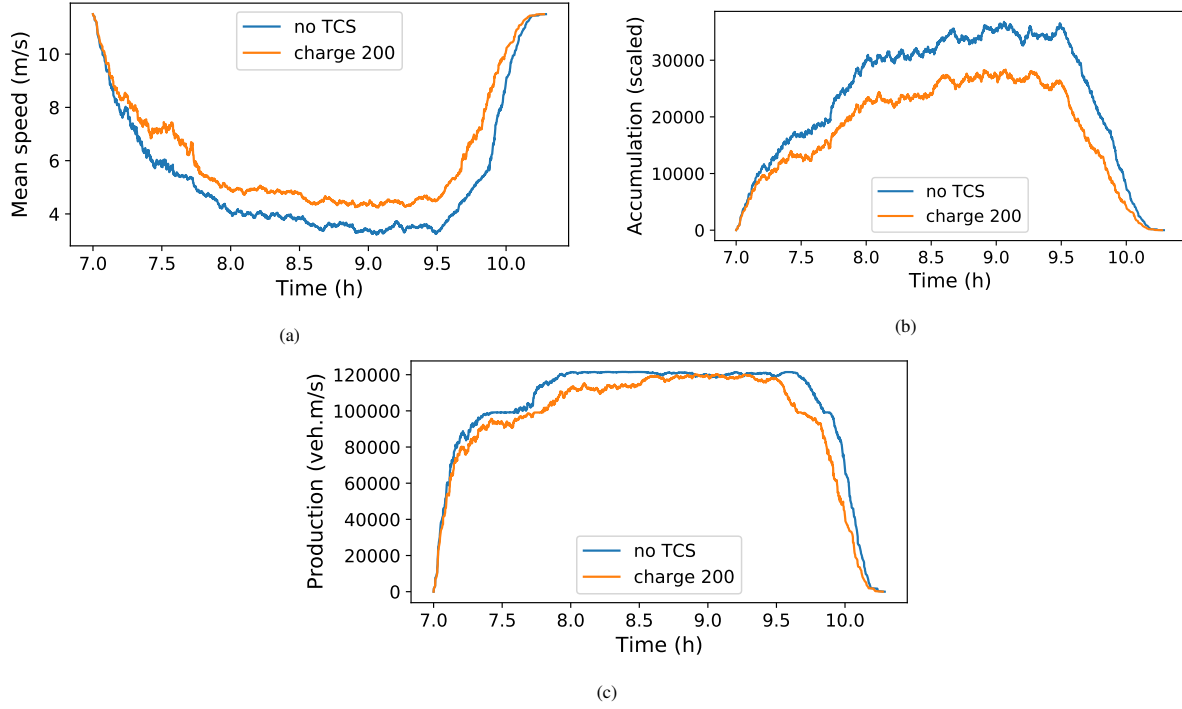 Mean speed (m/s)
10
8
6
4
no TCS
charge 200
7.0 7.5 8.0 8.5 9.0 9.5 10.0
Time (h)
(a)
Accumulation (scaled)
30000
20000
10000
0
no TCS
charge 200
7.0 7.5 8.0 8.5 9.0 9.5 10.0
Time (h)
(b)
Production (veh.m/s)
120000
100000
80000
60000
40000
20000
0
no TCS
charge 200
7.0 7.5 8.0 8.5 9.0 9.5 10.0
Time (h)
(c)